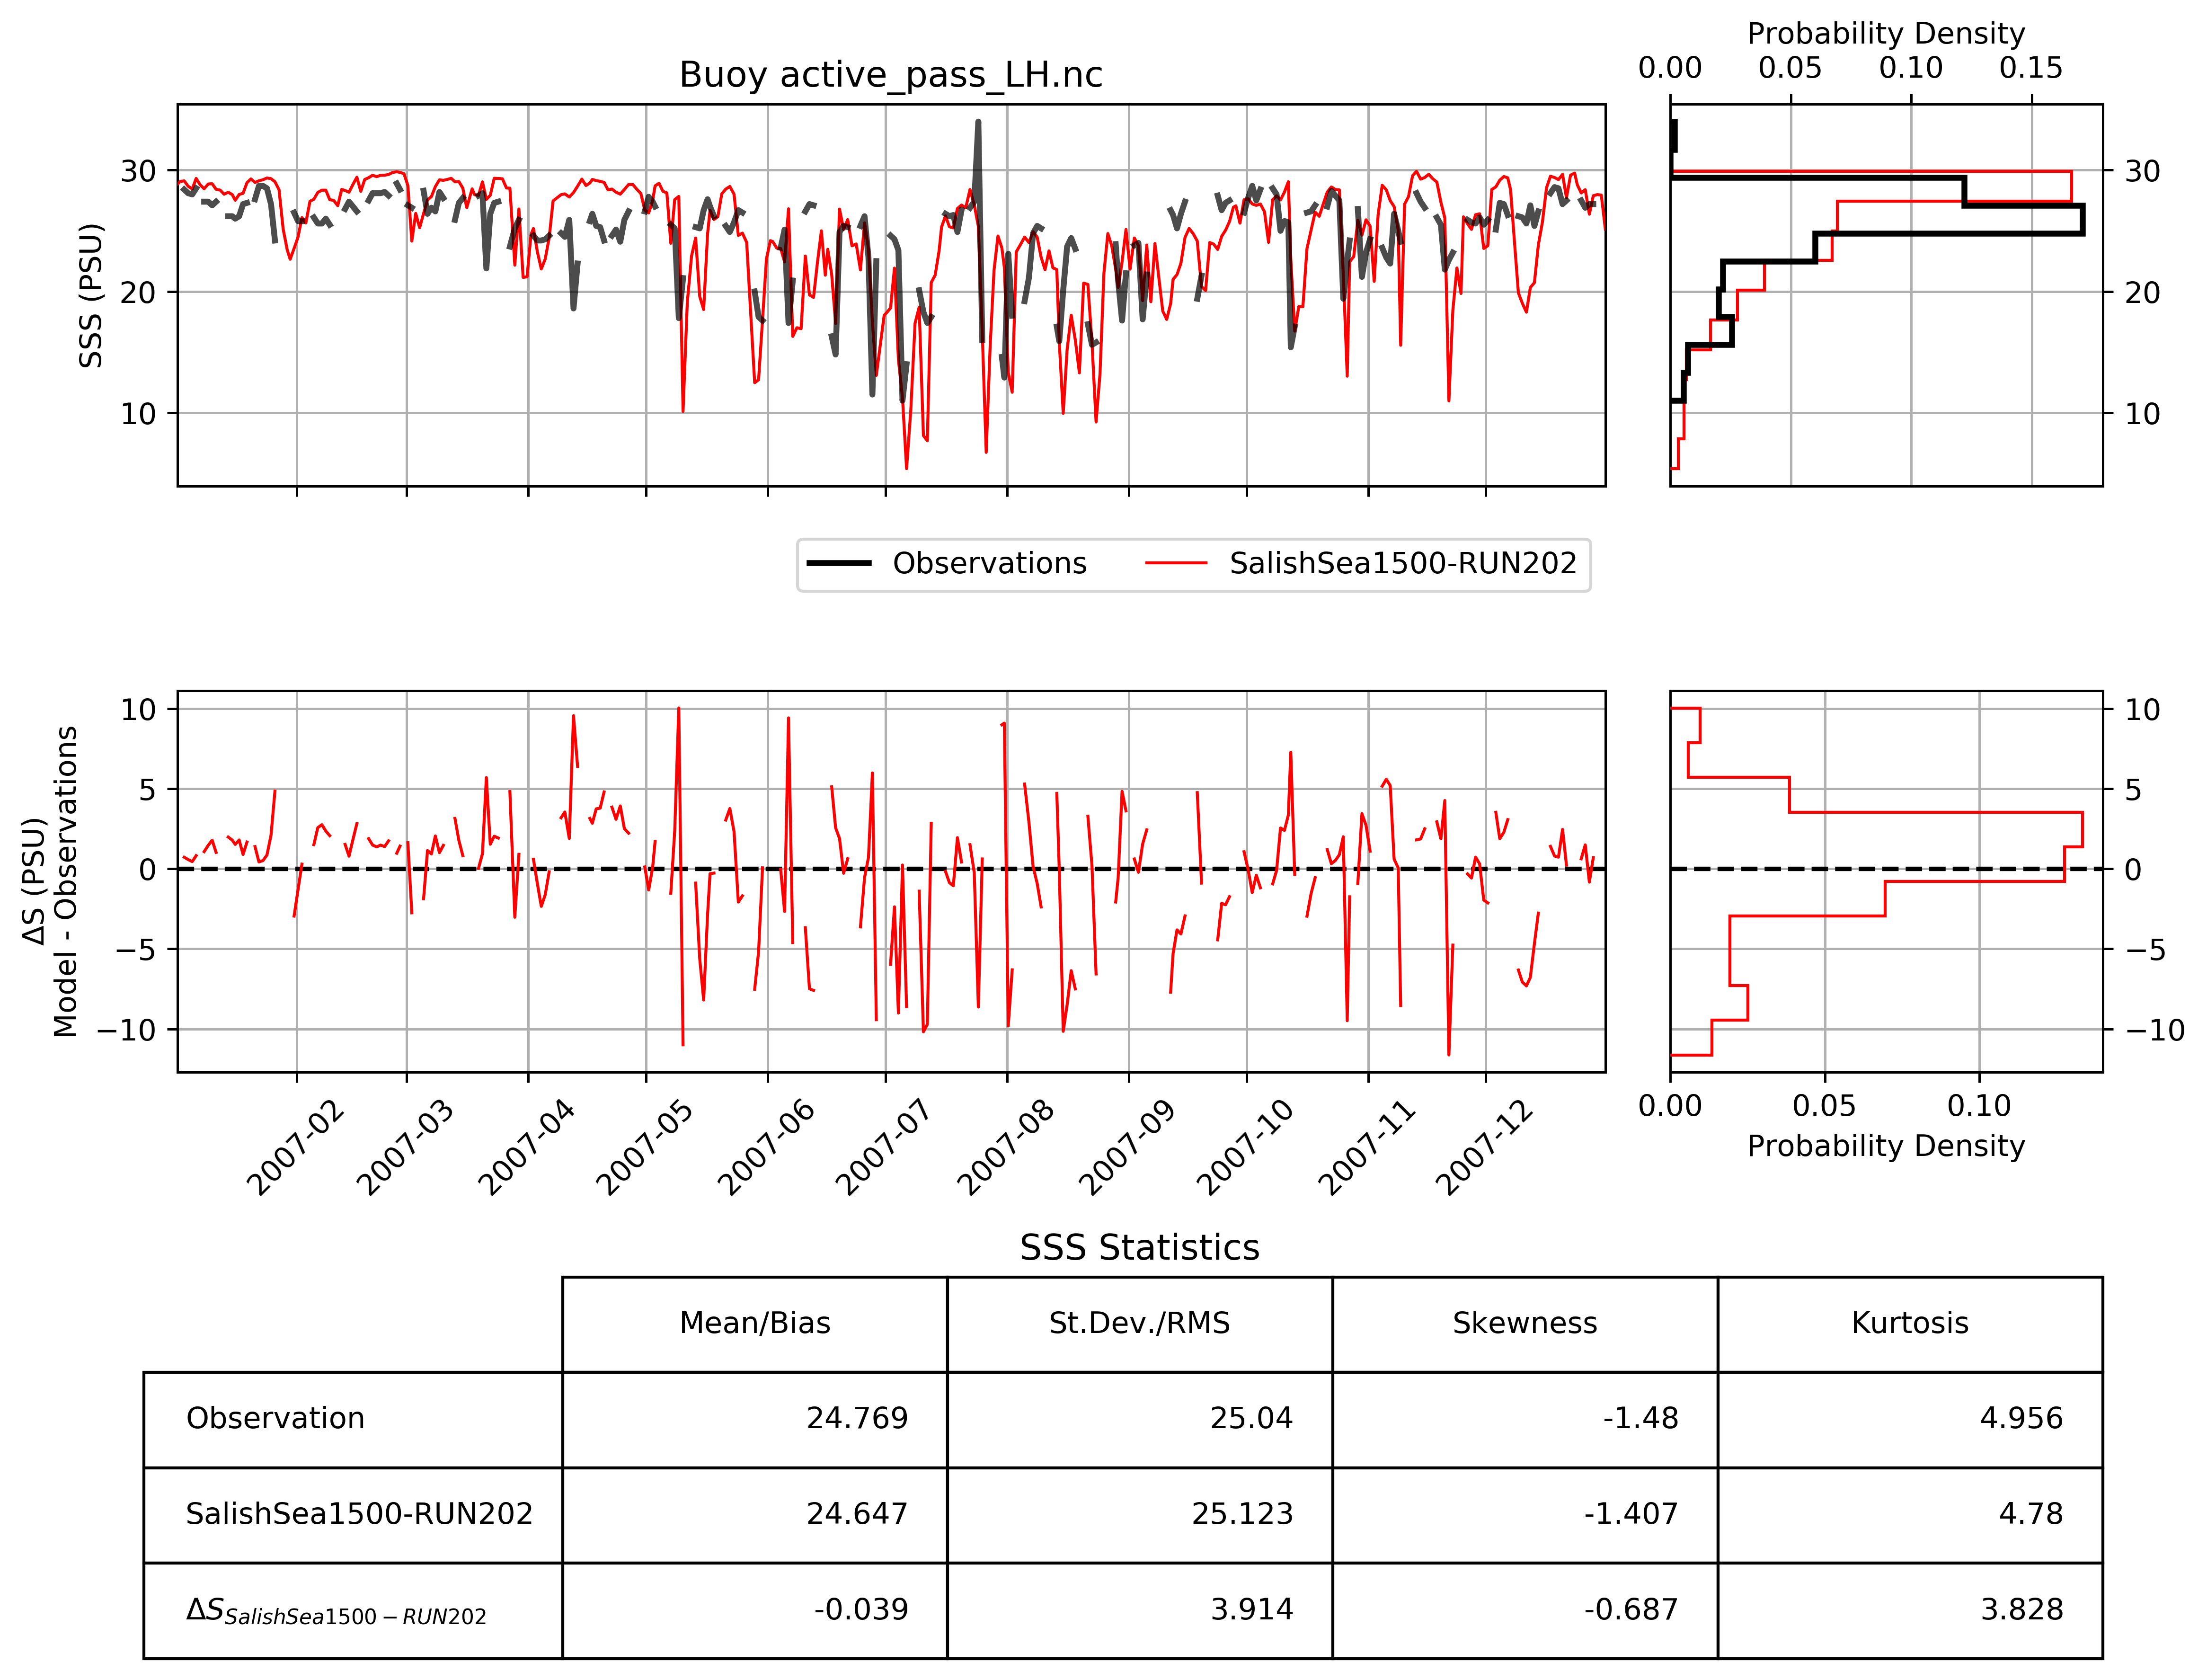 Probability Density
0.00 0.05 0.10 0.15
Buoy active_pass_LH.nc
SSS (PSU)
30
20
10
30
20
10
Observations SalishSea1500-RUN202
ΔS (PSU)
Model - Observations
10
5
0
−5
−10
10
5
0
−5
−10
2007-02 2007-03 2007-04 2007-05 2007-06 2007-07 2007-08 2007-09 2007-10 2007-11 2007-12
0.00 0.05 0.10
Probability Density
SSS Statistics
Mean/Bias St.Dev./RMS Skewness Kurtosis
Observation 24.769 25.04 -1.48 4.956
SalishSea1500-RUN202 24.647 25.123 -1.407 4.78
ΔS SalishSea1500−RUN202 -0.039 3.914 -0.687 3.828